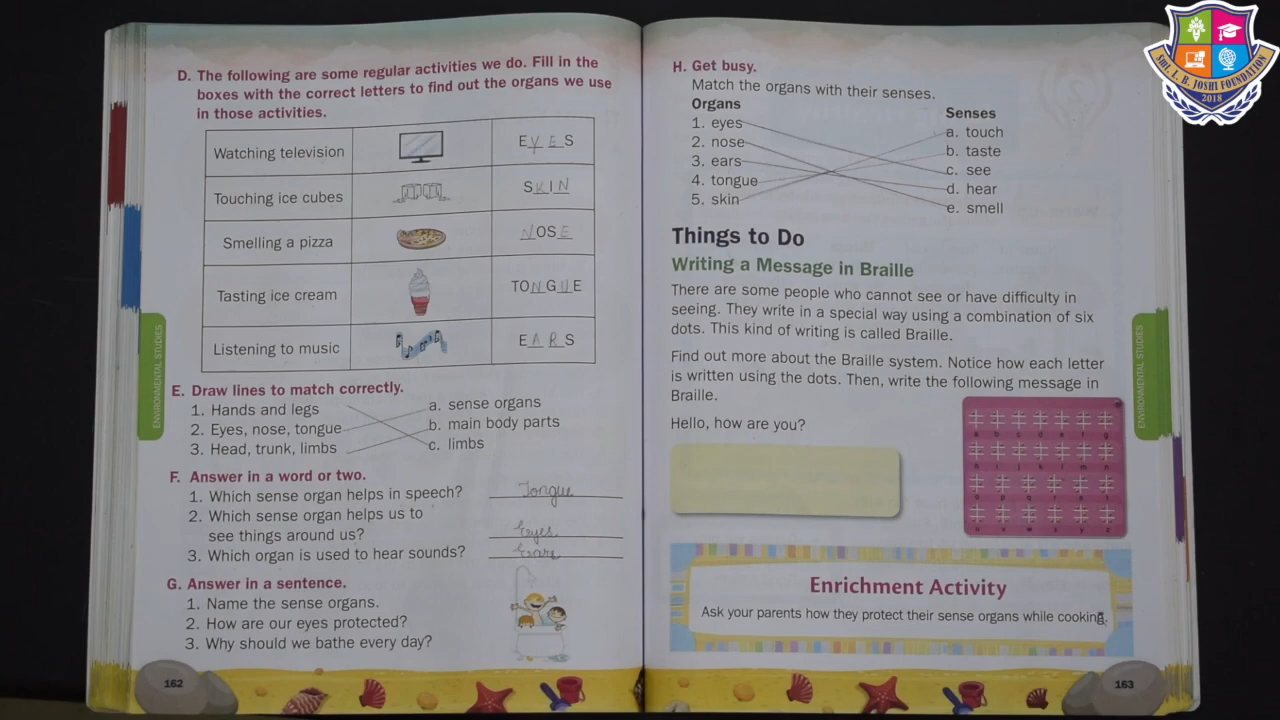 D. The following are some regular activities we do. Fill in the
boxes with the correct letters to find out the organs we use
in those activities.
Watching television EYES
Touching ice cubes SKIN
Smelling a pizza NOSE
Tasting ice cream TONGUE
Listening to music EARS
E. Draw lines to match correctly.
1. Hands and legs a. sense organs
2. Eyes, nose, tongue b. main body parts
3. Head, trunk, limbs c. limbs
F. Answer in a word or two.
1. Which sense organ helps in speech? Tongue
2. Which sense organ helps us to
see things around us? Eyes
3. Which organ is used to hear sounds? Ears
G. Answer in a sentence.
1. Name the sense organs.
2. How are our eyes protected?
3. Why should we bathe every day?
162
ENVIRONMENTAL STUDIES
H. Get busy.
Match the organs with their senses.
Organs Senses
1. eyes a. touch
2. nose b. taste
3. ears c. see
4. tongue d. hear
5. skin e. smell
Things to Do
Writing a Message in Braille
There are some people who cannot see or have difficulty in
seeing. They write in a special way using a combination of six
dots. This kind of writing is called Braille.
Find out more about the Braille system. Notice how each letter
is written using the dots. Then, write the following message in
Braille.
Hello, how are you?
Enrichment Activity
Ask your parents how they protect their sense organs while cooking.
163
ENVIRONMENTAL STUDIES
SMT. I. B. JOSHI FOUNDATION
2018